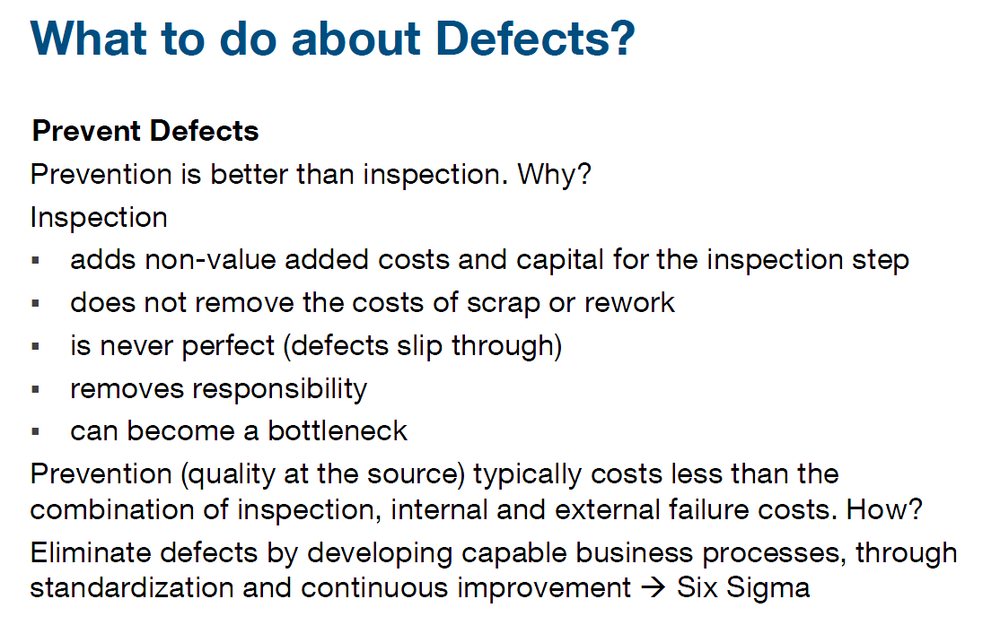 What to do about Defects?
Prevent Defects
Prevention is better than inspection. Why?
Inspection
▪ adds non-value added costs and capital for the inspection step
▪ does not remove the costs of scrap or rework
▪ is never perfect (defects slip through)
▪ removes responsibility
▪ can become a bottleneck
Prevention (quality at the source) typically costs less than the
combination of inspection, internal and external failure costs. How?
Eliminate defects by developing capable business processes, through
standardization and continuous improvement → Six Sigma